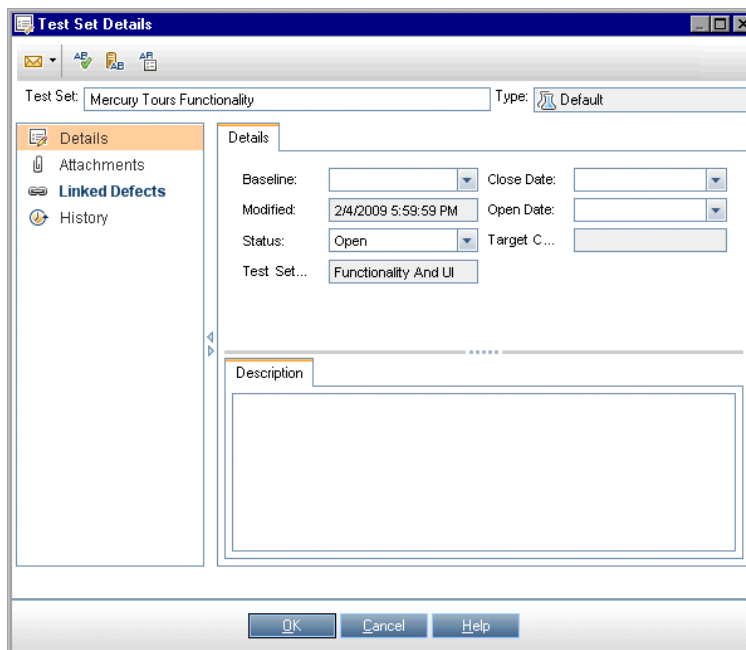 Test Set Details
Test Set: Mercury Tours Functionality Type: Default
Details
Attachments
Linked Defects
History
Details
Baseline: Close Date:
Modified: 2/4/2009 5:59:59 PM Open Date:
Status: Open Target C...
Test Set... Functionality And UI
Description
OK Cancel Help